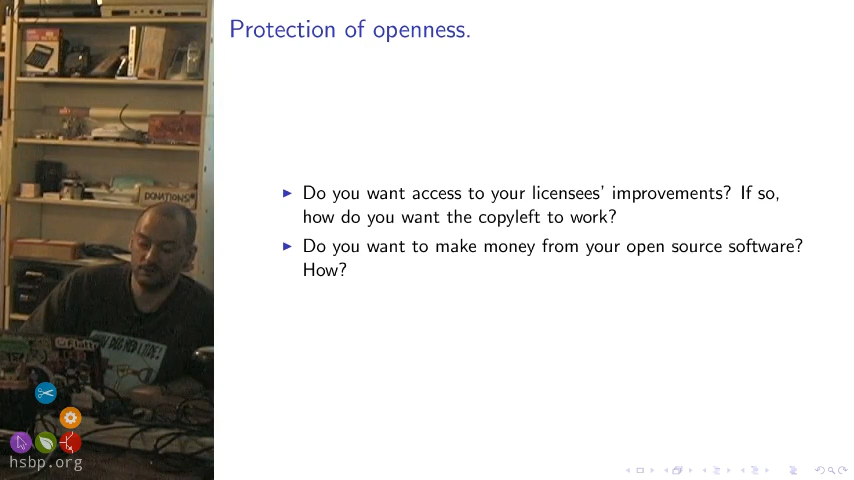 Protection of openness.
Do you want access to your licensees' improvements? If so,
how do you want the copyleft to work?
Do you want to make money from your open source software?
How?
DONATIONS
hsbp.org